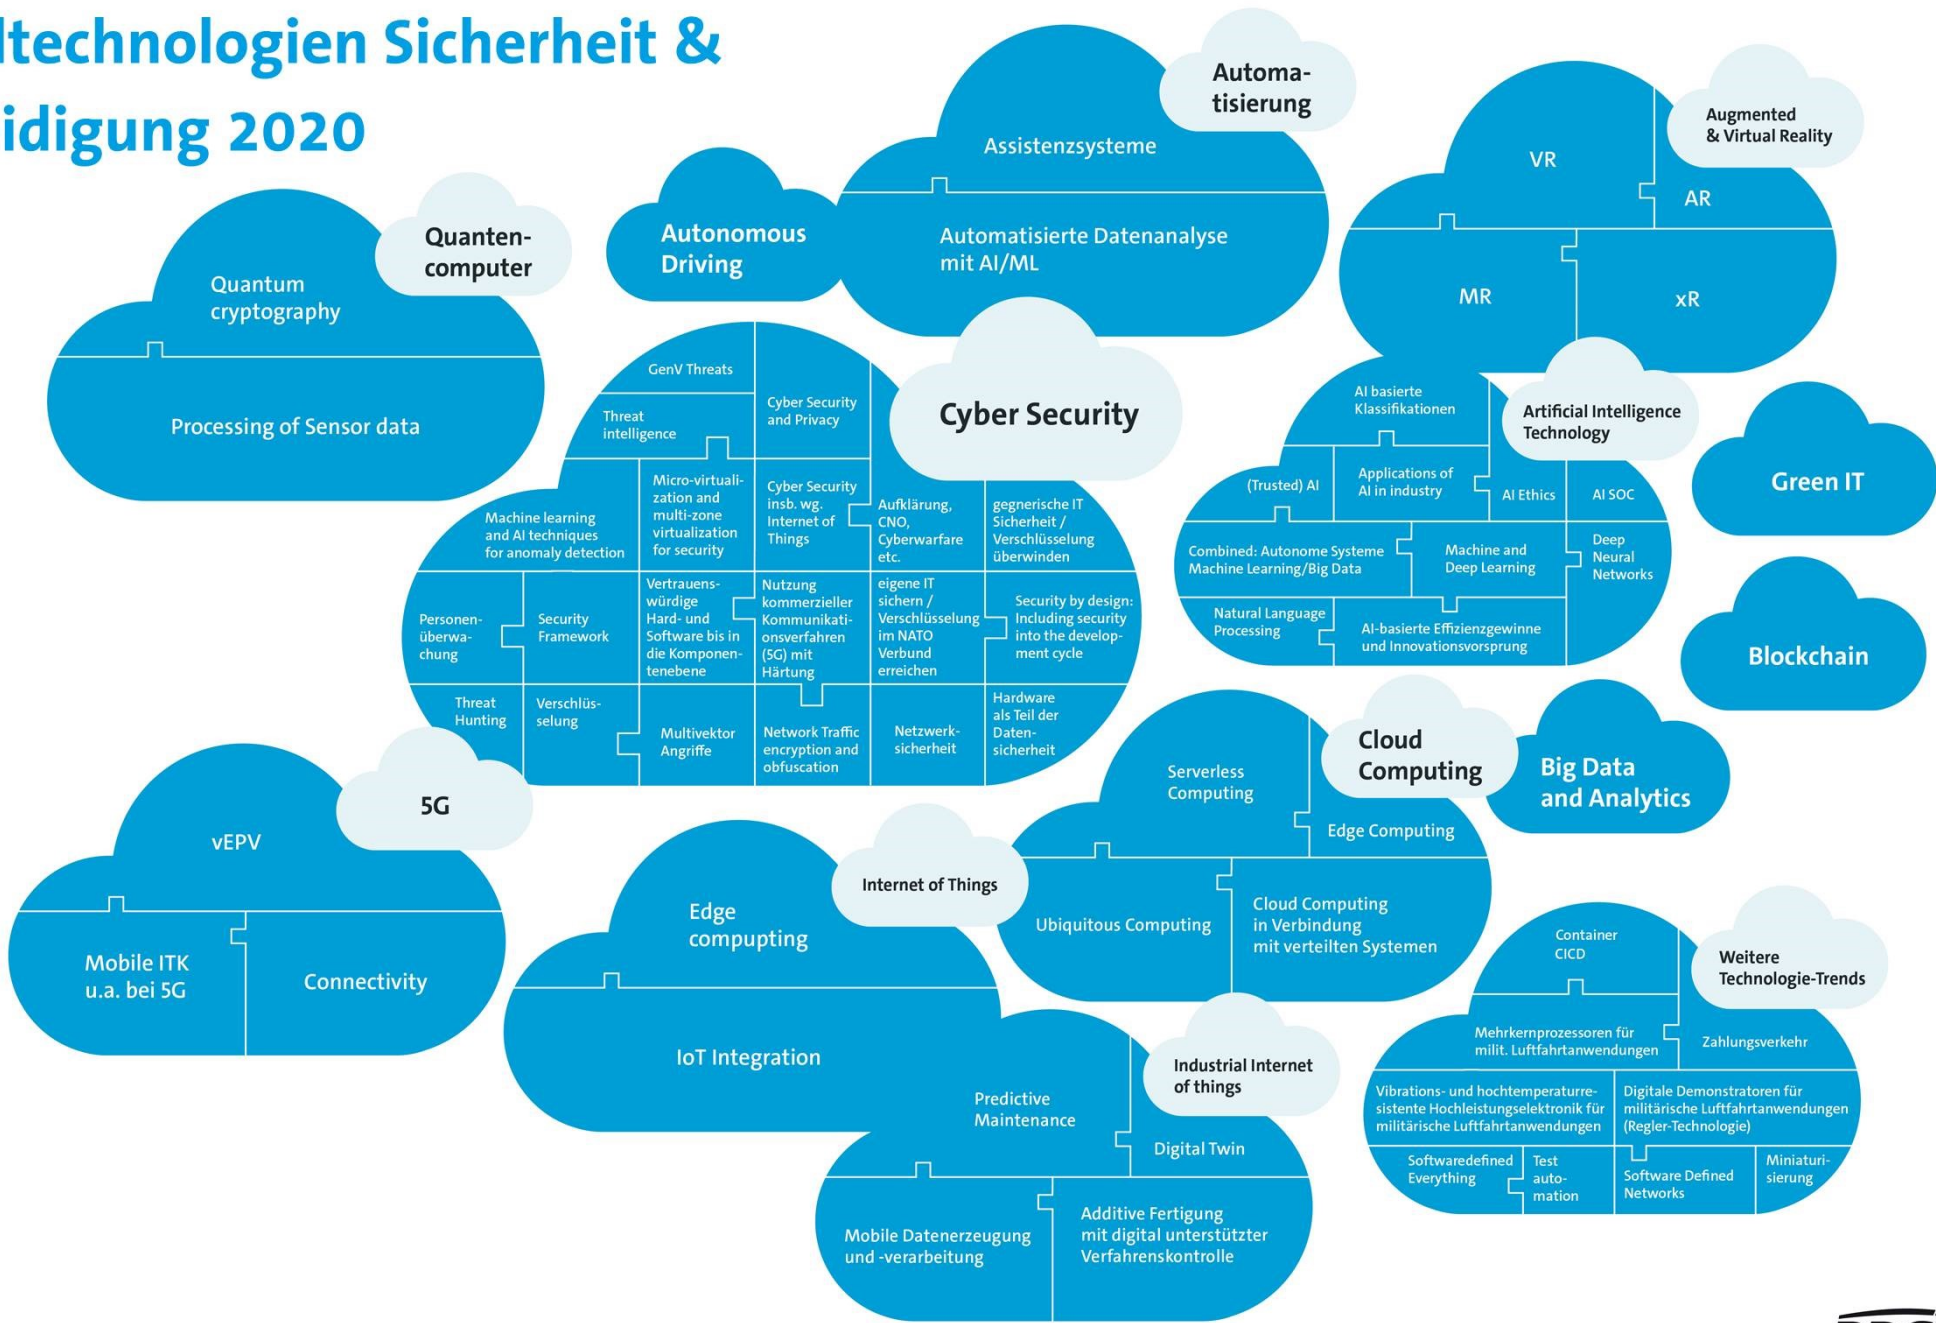 ltechnologien Sicherheit &
idigung 2020
Automa-
tisierung
Assistenzsysteme
Automatisierte Datenanalyse
mit AI/ML
Augmented
& Virtual Reality
VR
AR
MR
xR
Quanten-
computer
Quantum
cryptography
Processing of Sensor data
Autonomous
Driving
Cyber Security
GenV Threats
Threat
intelligence
Cyber Security
and Privacy
Machine learning
and AI techniques
for anomaly detection
Micro-virtuali-
zation and
multi-zone
virtualization
for security
Cyber Security
insb. wg.
Internet of
Things
Aufklärung,
CNO,
Cyberwarfare
etc.
gegnerische IT
Sicherheit /
Verschlüsselung
überwinden
Personen-
überwa-
chung
Security
Framework
Vertrauens-
würdige
Hard- und
Software bis in
die Komponen-
tenebene
Nutzung
kommerzieller
Kommunikati-
onsverfahren
(5G) mit
Härtung
eigene IT
sichern /
Verschlüsselung
im NATO
Verbund
erreichen
Security by design:
Including security
into the develop-
ment cycle
Threat
Hunting
Verschlüs-
selung
Multivektor
Angriffe
Network Traffic
encryption and
obfuscation
Netzwerk-
sicherheit
Hardware
als Teil der
Daten-
sicherheit
Artificial Intelligence
Technology
AI basierte
Klassifikationen
(Trusted) AI
Applications of
AI in industry
AI Ethics
AI SOC
Combined: Autonome Systeme
Machine Learning/Big Data
Machine and
Deep Learning
Deep
Neural
Networks
Natural Language
Processing
AI-basierte Effizienzgewinne
und Innovationsvorsprung
Green IT
Blockchain
Big Data
and Analytics
5G
vEPV
Mobile ITK
u.a. bei 5G
Connectivity
Internet of Things
Edge
compupting
IoT Integration
Cloud
Computing
Serverless
Computing
Edge Computing
Ubiquitous Computing
Cloud Computing
in Verbindung
mit verteilten Systemen
Industrial Internet
of things
Predictive
Maintenance
Digital Twin
Mobile Datenerzeugung
und -verarbeitung
Additive Fertigung
mit digital unterstützter
Verfahrenskontrolle
Weitere
Technologie-Trends
Container
CICD
Mehrkernprozessoren für
milit. Luftfahrtanwendungen
Zahlungsverkehr
Vibrations- und hochtemperaturre-
sistente Hochleistungselektronik für
militärische Luftfahrtanwendungen
Digitale Demonstratoren für
militärische Luftfahrtanwendungen
(Regler-Technologie)
Softwaredefined
Everything
Test
auto-
mation
Software Defined
Networks
Miniaturi-
sierung